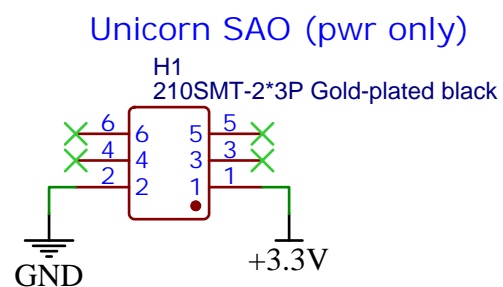 Unicorn SAO (pwr only)
H1
210SMT-2*3P Gold-plated black
6 6 5 5
4 4 3 3
2 2 1 1
GND +3.3V